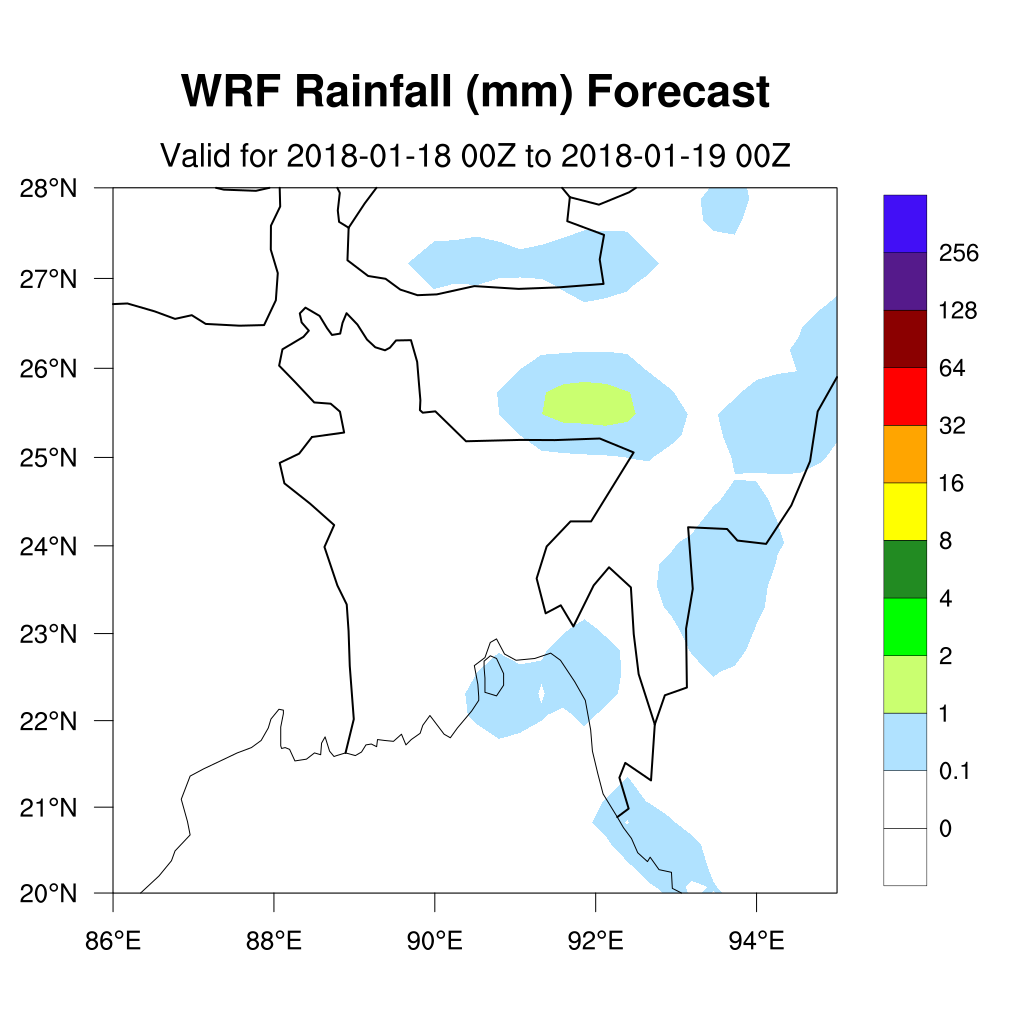 WRF Rainfall (mm) Forecast
Valid for 2018-01-18 00Z to 2018-01-19 00Z
28°N
27°N
26°N
25°N
24°N
23°N
22°N
21°N
20°N
86°E 88°E 90°E 92°E 94°E
256
128
64
32
16
8
4
2
1
0.1
0